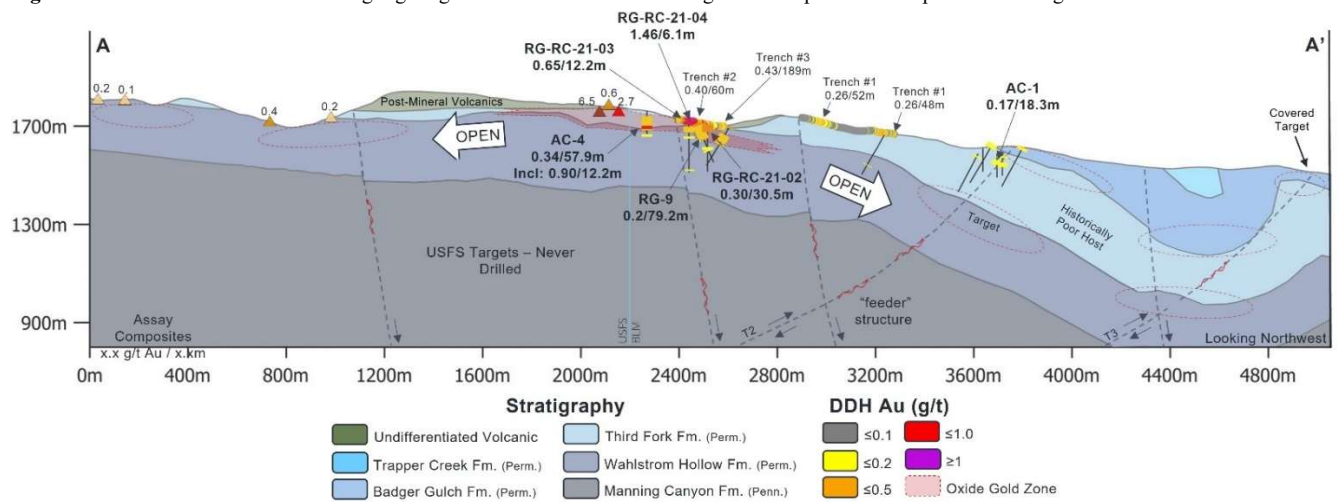 A
A'
RG-RC-21-04
1.46/6.1m
RG-RC-21-03
0.65/12.2m
Trench #2
0.40/60m
Trench #3
0.43/189m
Trench #1
0.26/52m
Trench #1
0.26/48m
AC-1
0.17/18.3m
Covered
Target
0.2
0.1
0.4
0.2
6.5
0.6
2.7
Post-Mineral Volcanics
OPEN
AC-4
0.34/57.9m
Incl: 0.90/12.2m
RG-9
0.2/79.2m
RG-RC-21-02
0.30/30.5m
OPEN
Target
Historically
Poor Host
USFS Targets – Never
Drilled
"feeder"
structure
USFS
BLM
T2
T3
Assay
Composites
x.x g/t Au / x.km
Looking Northwest
1700m
1300m
900m
0m
400m
800m
1200m
1600m
2000m
2400m
2800m
3200m
3600m
4000m
4400m
4800m
Stratigraphy
Undifferentiated Volcanic
Trapper Creek Fm. (Perm.)
Badger Gulch Fm. (Perm.)
Third Fork Fm. (Perm.)
Wahlstrom Hollow Fm. (Perm.)
Manning Canyon Fm. (Penn.)
DDH Au (g/t)
≤0.1
≤0.2
≤0.5
≤1.0
≥1
Oxide Gold Zone